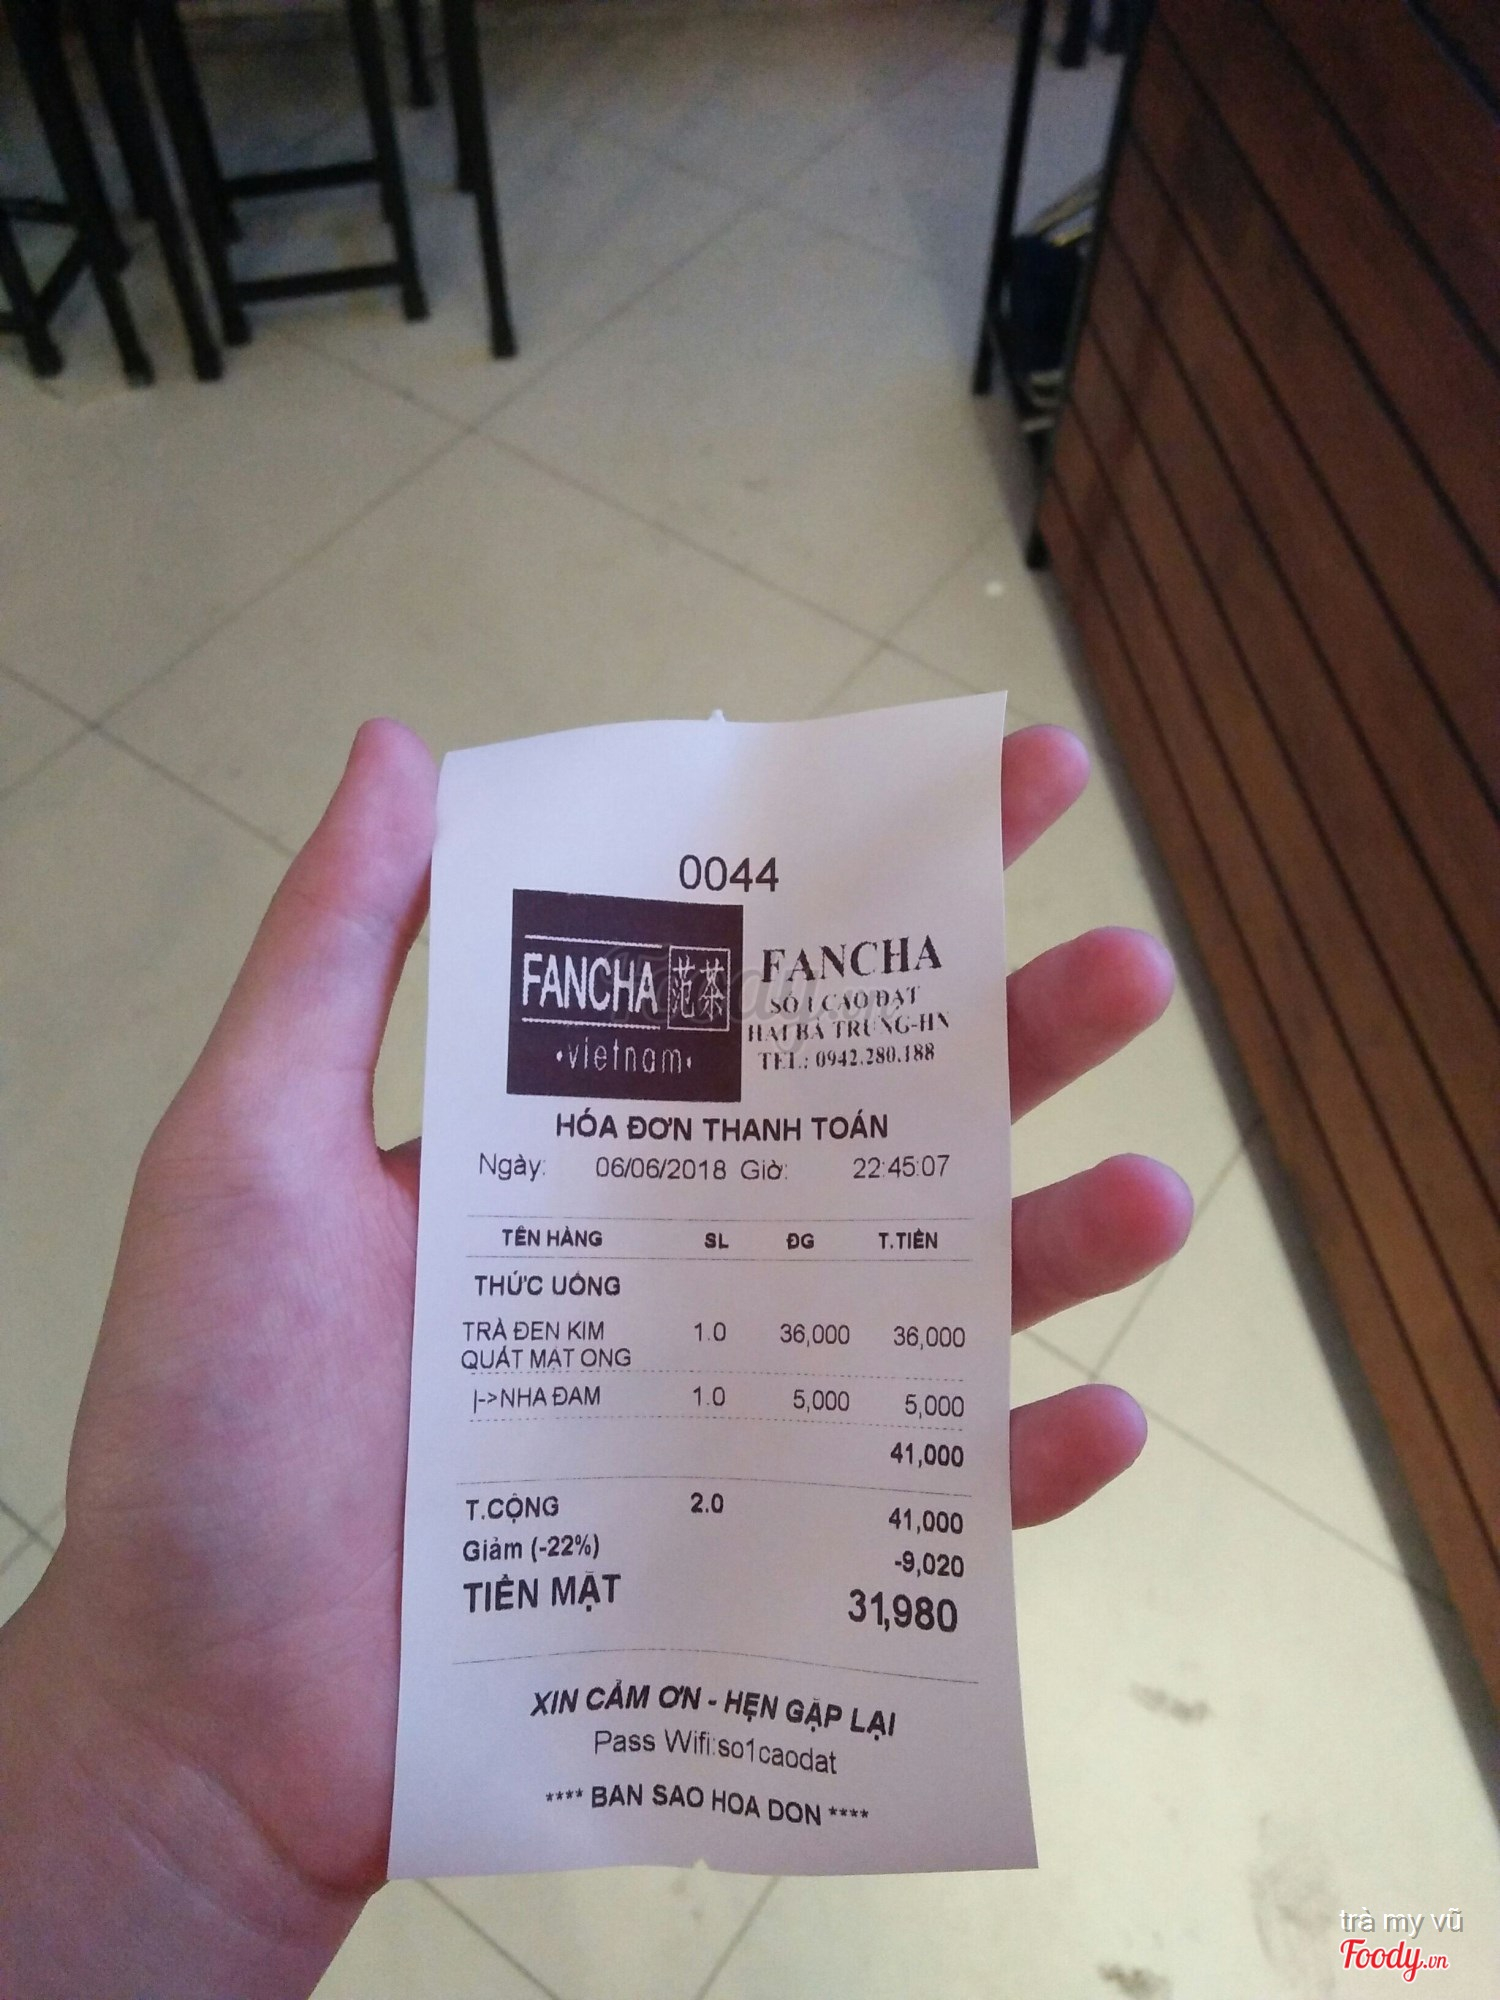 0044
FANCHA 范茶
•vietnam•
FANCHA
SỐ 1 CAO ĐẠT
HAI BÀ TRƯNG-HN
TEL: 0942.280.188
HÓA ĐƠN THANH TOÁN
Ngày: 06/06/2018 Giờ: 22:45:07
TÊN HÀNG SL ĐG T.TIỀN
THỨC UỐNG
TRÀ ĐEN KIM 1.0 36,000 36,000
QUÁT MẬT ONG
|->NHA ĐAM 1.0 5,000 5,000
41,000
T.CỘNG 2.0 41,000
Giảm (-22%) -9,020
TIỀN MẶT 31,980
XIN CẢM ƠN - HẸN GẶP LẠI
Pass Wifi:so1caodat
**** BAN SAO HOA DON ****
Foody.vn
trà my vũ
Foody.vn